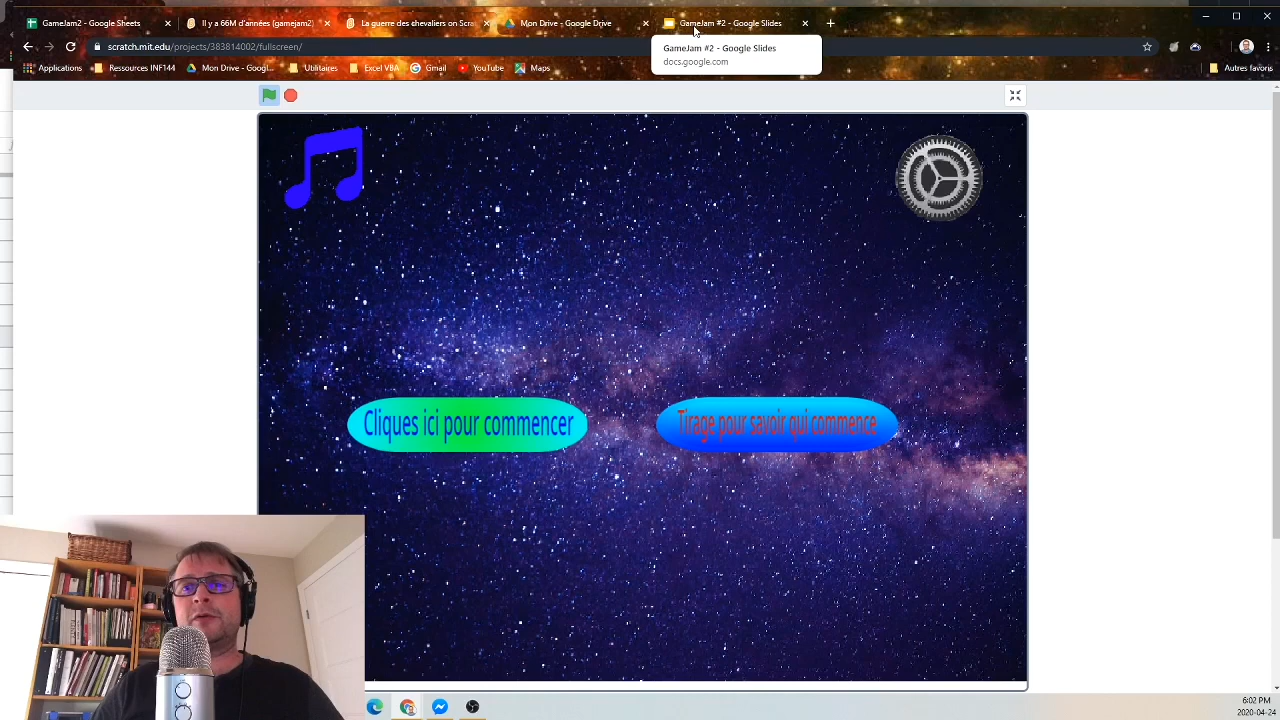 GameJam2 - Google Sheets
Il y a 66M d'années (gamejam2)
La guerre des chevaliers on Scra
Mon Drive - Google Drive
GameJam #2 - Google Slides
scratch.mit.edu/projects/383814002/fullscreen/
GameJam #2 - Google Slides
docs.google.com
Applications
Ressources INF144
Mon Drive - Googl...
Utilitaires
Excel VBA
Gmail
YouTube
Maps
Autres favoris
Cliques ici pour commencer
Tirage pour savoir qui commence
6:02 PM
2020-04-24